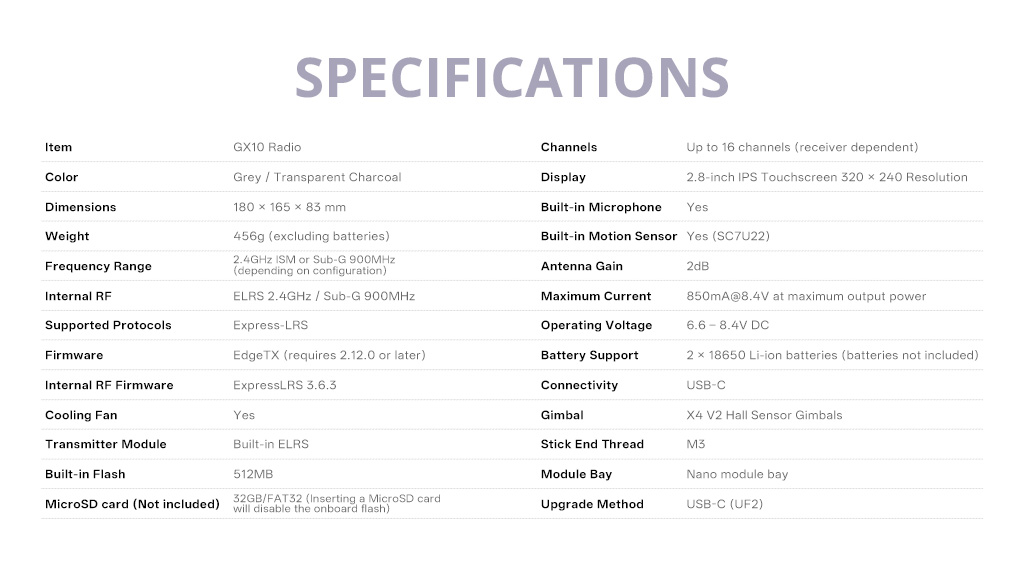 SPECIFICATIONS
Item GX10 Radio
Color Grey / Transparent Charcoal
Dimensions 180 × 165 × 83 mm
Weight 456g (excluding batteries)
Frequency Range 2.4GHz ISM or Sub-G 900MHz
(depending on configuration)
Internal RF ELRS 2.4GHz / Sub-G 900MHz
Supported Protocols Express-LRS
Firmware EdgeTX (requires 2.12.0 or later)
Internal RF Firmware ExpressLRS 3.6.3
Cooling Fan Yes
Transmitter Module Built-in ELRS
Built-in Flash 512MB
MicroSD card (Not included) 32GB/FAT32 (Inserting a MicroSD card
will disable the onboard flash)
Channels Up to 16 channels (receiver dependent)
Display 2.8-inch IPS Touchscreen 320 × 240 Resolution
Built-in Microphone Yes
Built-in Motion Sensor Yes (SC7U22)
Antenna Gain 2dB
Maximum Current 850mA@8.4V at maximum output power
Operating Voltage 6.6 – 8.4V DC
Battery Support 2 × 18650 Li-ion batteries (batteries not included)
Connectivity USB-C
Gimbal X4 V2 Hall Sensor Gimbals
Stick End Thread M3
Module Bay Nano module bay
Upgrade Method USB-C (UF2)